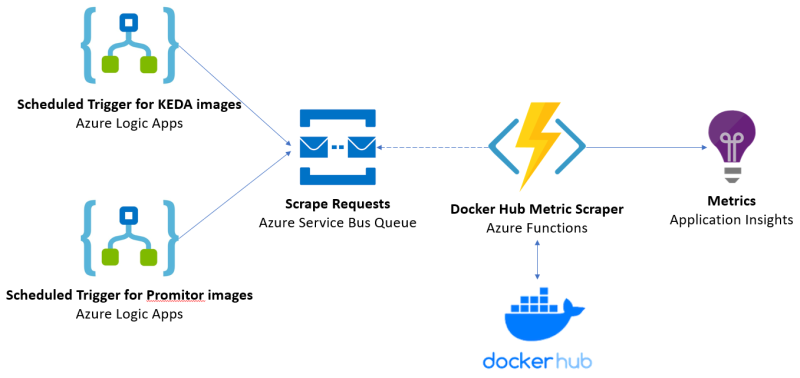 Scheduled Trigger for KEDA images
Azure Logic Apps
Scrape Requests
Azure Service Bus Queue
Docker Hub Metric Scraper
Azure Functions
Metrics
Application Insights
Scheduled Trigger for Promitor images
Azure Logic Apps
dockerhub